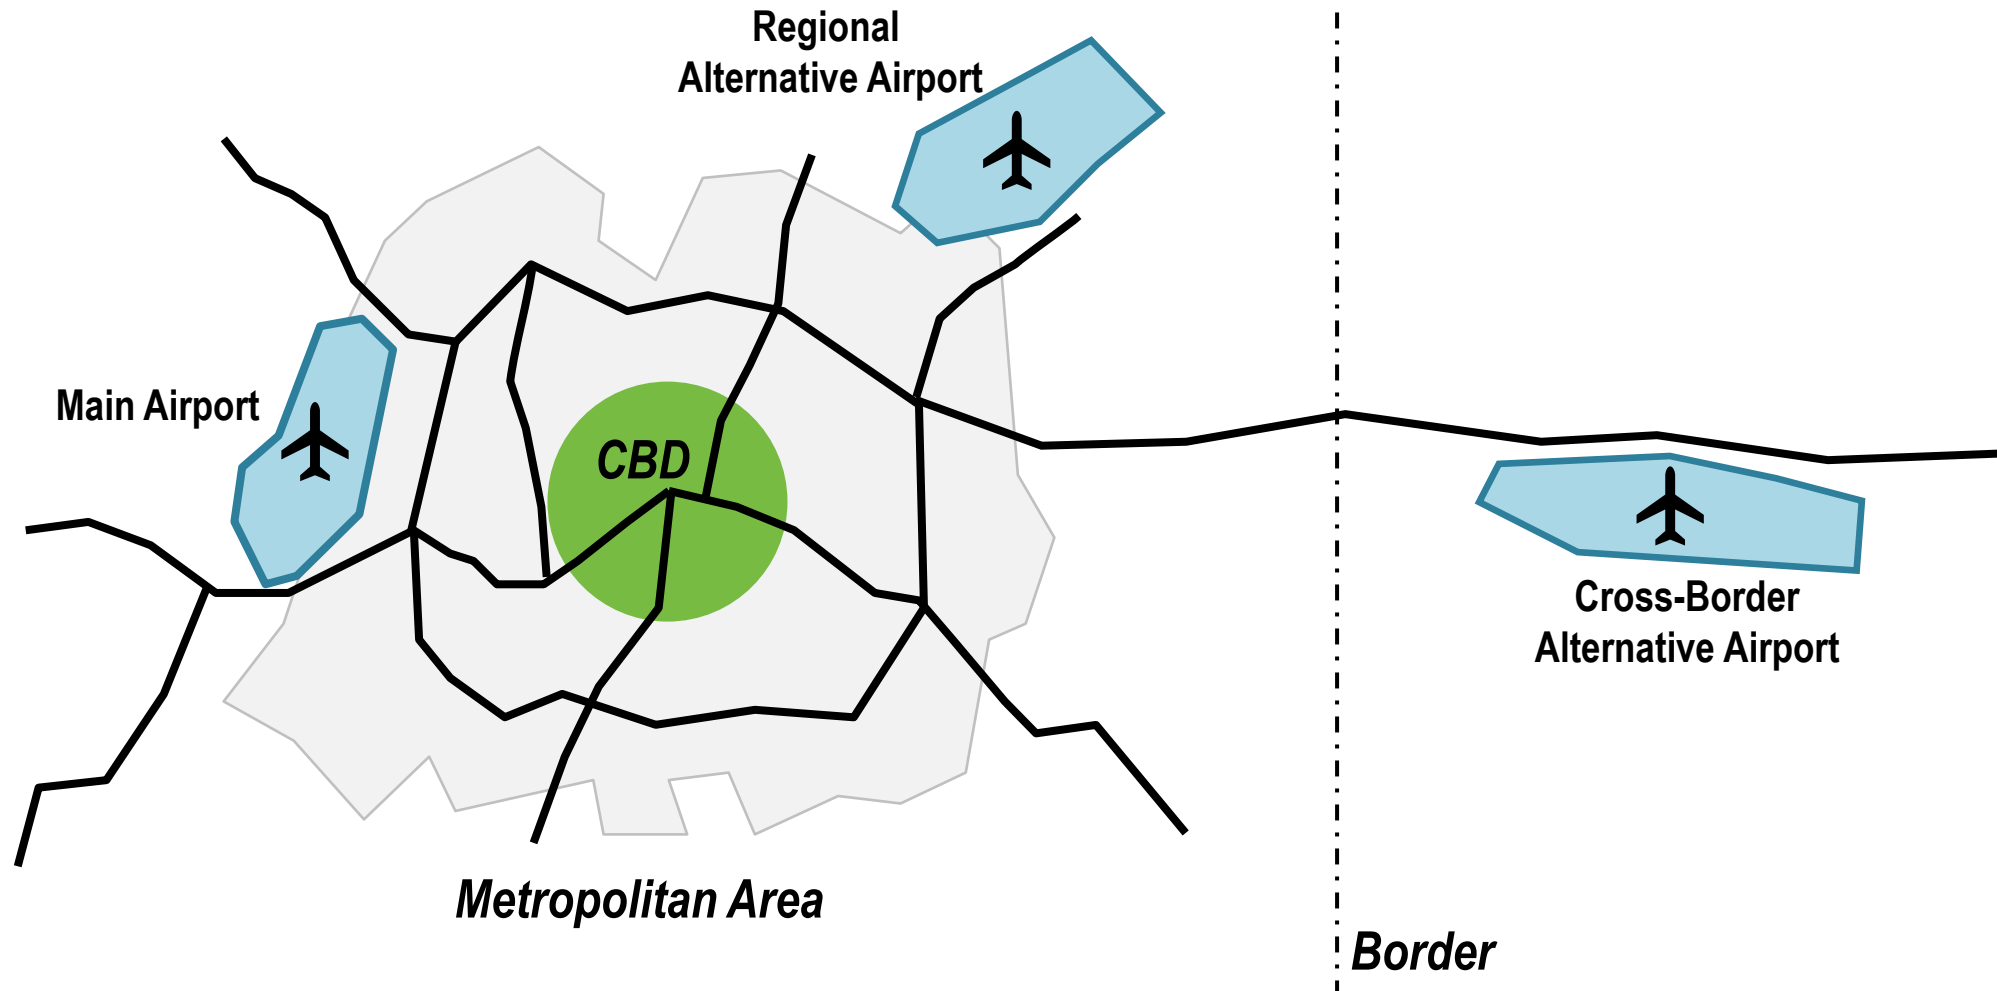 Regional
Alternative Airport
Main Airport
CBD
Cross-Border
Alternative Airport
Metropolitan Area
Border